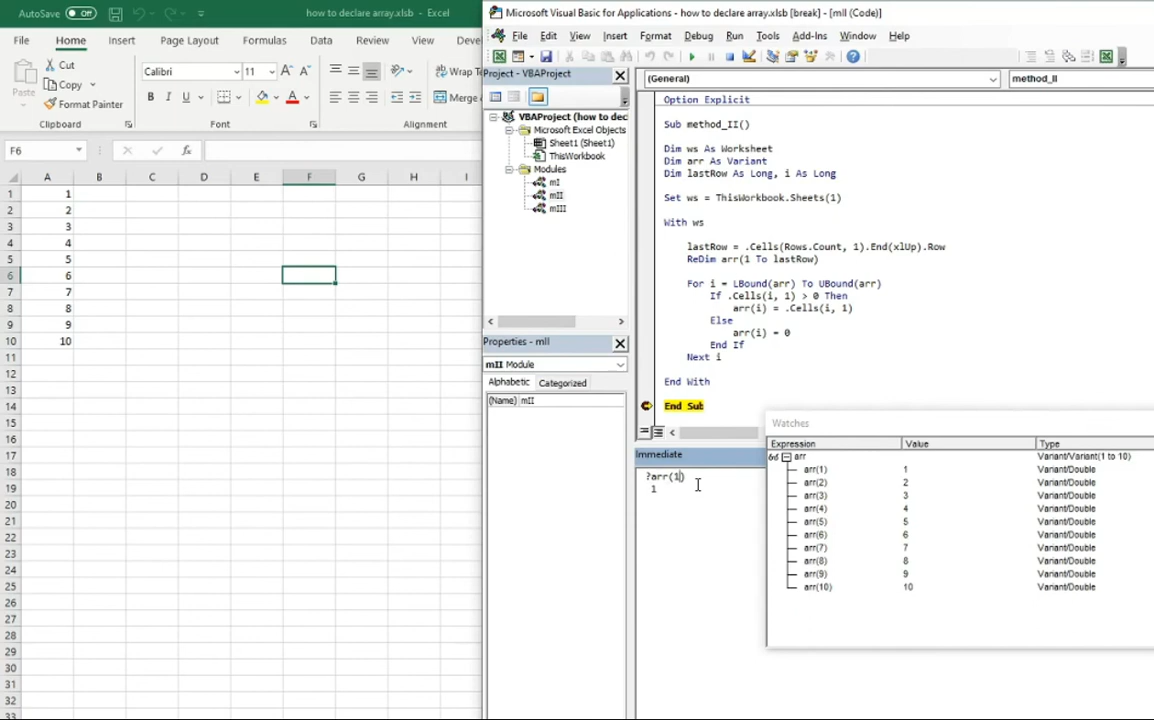 AutoSave Off how to declare array.xlsb - Excel
File Home Insert Page Layout Formulas Data Review View Deve
Paste
Cut
Copy
Format Painter
Clipboard
Calibri 11 A A
B I U A
Font
Wrap T
Merge
Alignment
F6 fx
A B C D E F G H I
1 1
2 2
3 3
4 4
5 5
6 6
7 7
8 8
9 9
10 10
11
12
13
14
15
16
17
18
19
20
21
22
23
24
25
26
27
28
29
30
31
32
33
Microsoft Visual Basic for Applications - how to declare array.xlsb [break] - [mII (Code)]
File Edit View Insert Format Debug Run Tools Add-Ins Window Help
Project - VBAProject
VBAProject (how to decl
Microsoft Excel Objects
Sheet1 (Sheet1)
ThisWorkbook
Modules
mI
mII
mIII
Properties - mII
mII Module
Alphabetic Categorized
(Name) mII
(General) method_II
Option Explicit
Sub method_II()
Dim ws As Worksheet
Dim arr As Variant
Dim lastRow As Long, i As Long
Set ws = ThisWorkbook.Sheets(1)
With ws
lastRow = .Cells(Rows.Count, 1).End(xlUp).Row
ReDim arr(1 To lastRow)
For i = LBound(arr) To UBound(arr)
If .Cells(i, 1) > 0 Then
arr(i) = .Cells(i, 1)
Else
arr(i) = 0
End If
Next i
End With
End Sub
Immediate
?arr(1)
1
Watches
Expression Value Type
arr Variant/Variant(1 to 10)
arr(1) 1 Variant/Double
arr(2) 2 Variant/Double
arr(3) 3 Variant/Double
arr(4) 4 Variant/Double
arr(5) 5 Variant/Double
arr(6) 6 Variant/Double
arr(7) 7 Variant/Double
arr(8) 8 Variant/Double
arr(9) 9 Variant/Double
arr(10) 10 Variant/Double